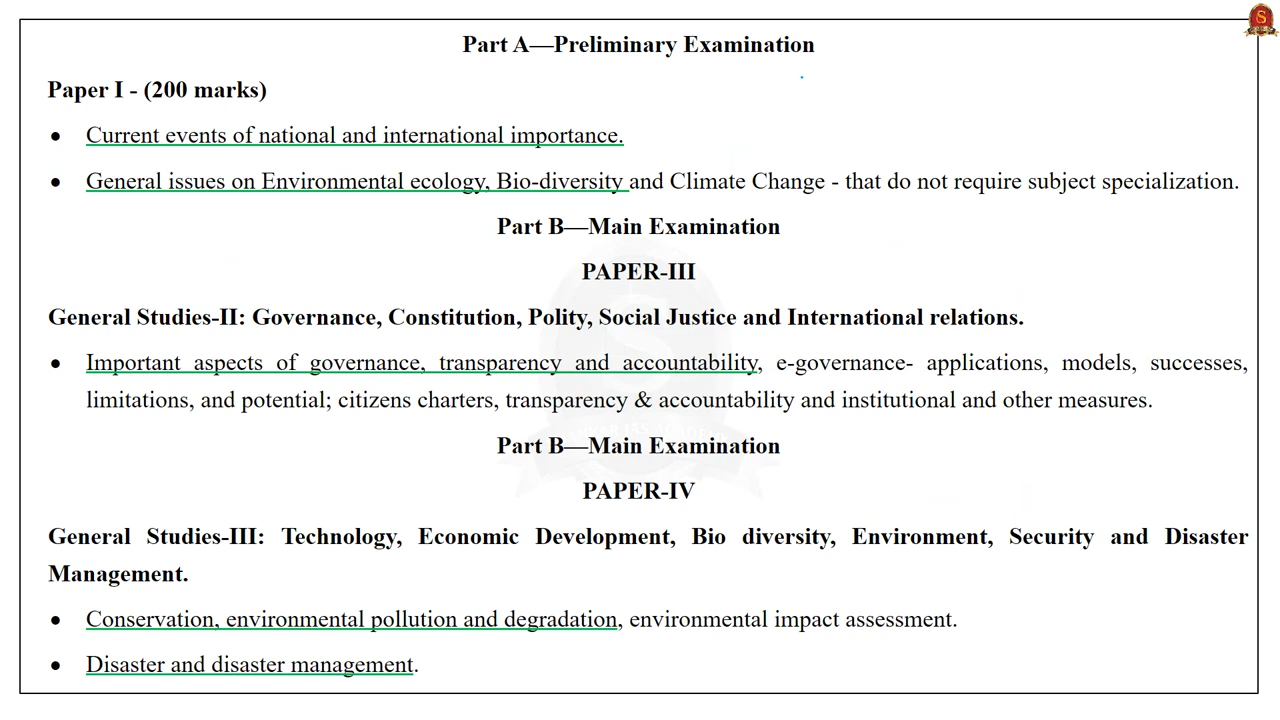 Part A—Preliminary Examination
Paper I - (200 marks)
● Current events of national and international importance.
● General issues on Environmental ecology, Bio-diversity and Climate Change - that do not require subject specialization.
Part B—Main Examination
PAPER-III
General Studies-II: Governance, Constitution, Polity, Social Justice and International relations.
● Important aspects of governance, transparency and accountability, e-governance- applications, models, successes,
limitations, and potential; citizens charters, transparency & accountability and institutional and other measures.
Part B—Main Examination
PAPER-IV
General Studies-III: Technology, Economic Development, Bio diversity, Environment, Security and Disaster
Management.
● Conservation, environmental pollution and degradation, environmental impact assessment.
● Disaster and disaster management.
S